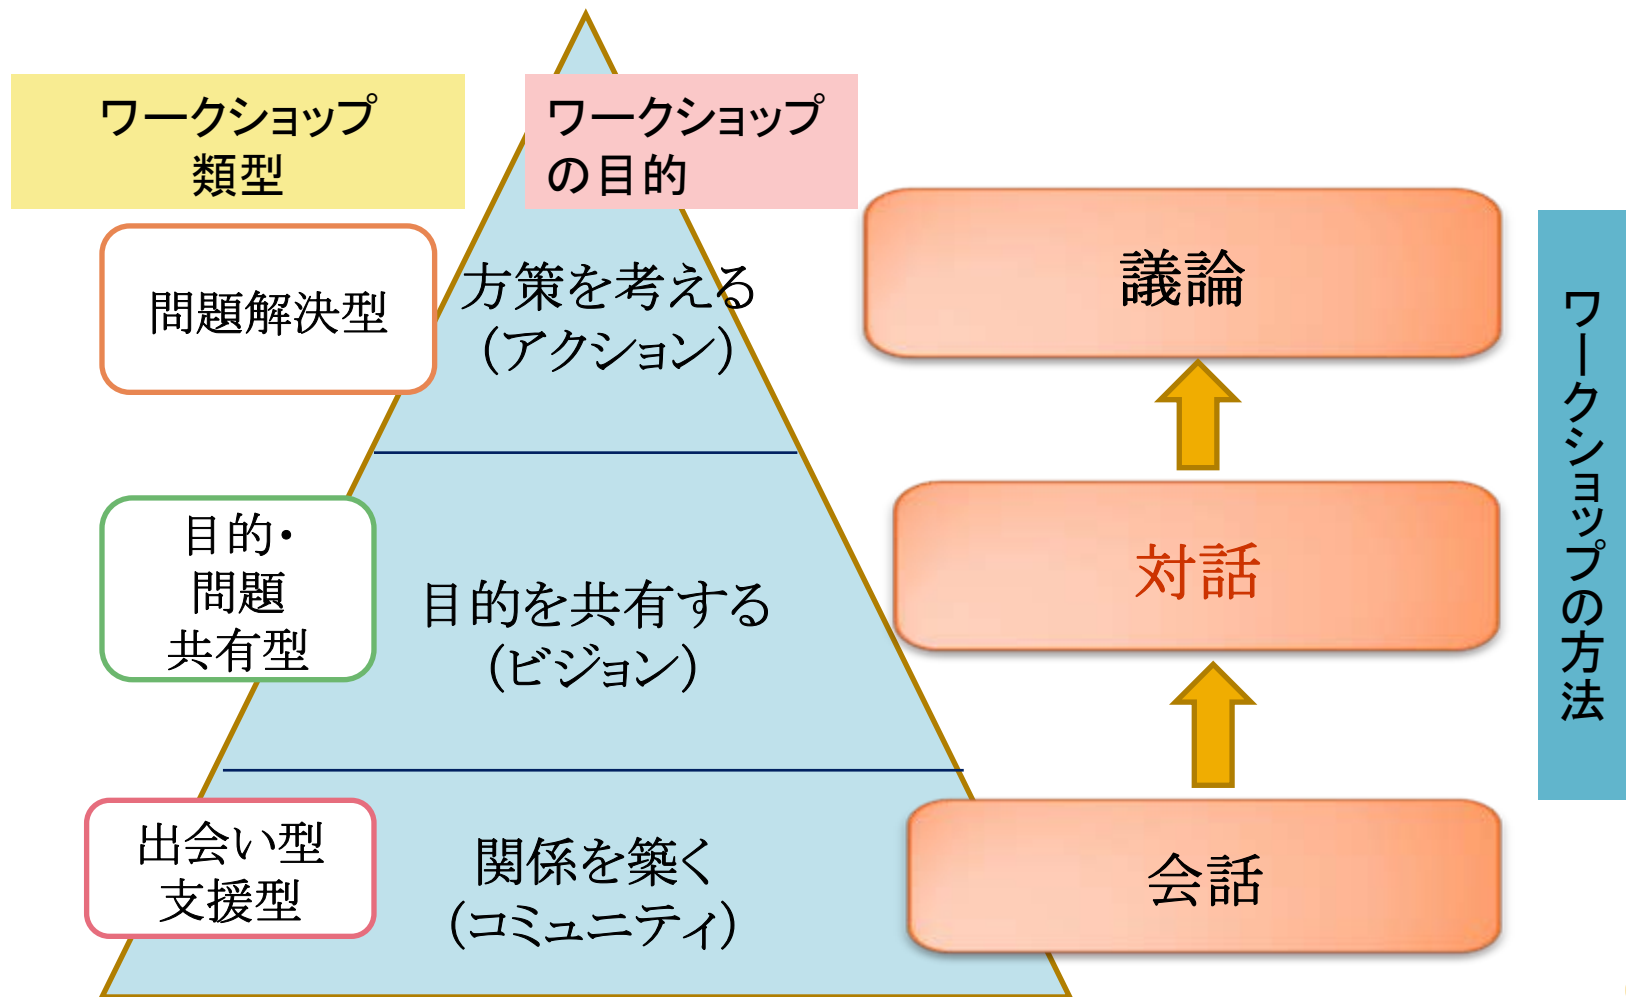 ワークショップ
類型
ワークショップ
の目的
問題解決型
方策を考える
(アクション)
議論
目的・
問題
共有型
目的を共有する
(ビジョン)
対話
出会い型
支援型
関係を築く
(コミュニティ)
会話
ワークショップの方法